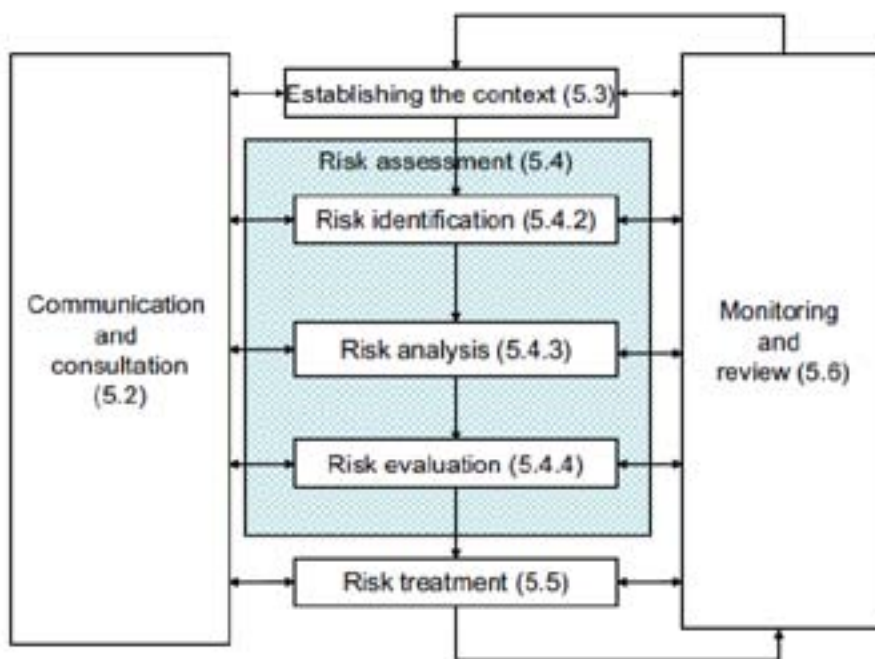 Establishing the context (5.3)
Risk assessment (5.4)
Risk identification (5.4.2)
Communication
and
consultation
(5.2)
Risk analysis (5.4.3)
Monitoring
and
review (5.6)
Risk evaluation (5.4.4)
Risk treatment (5.5)